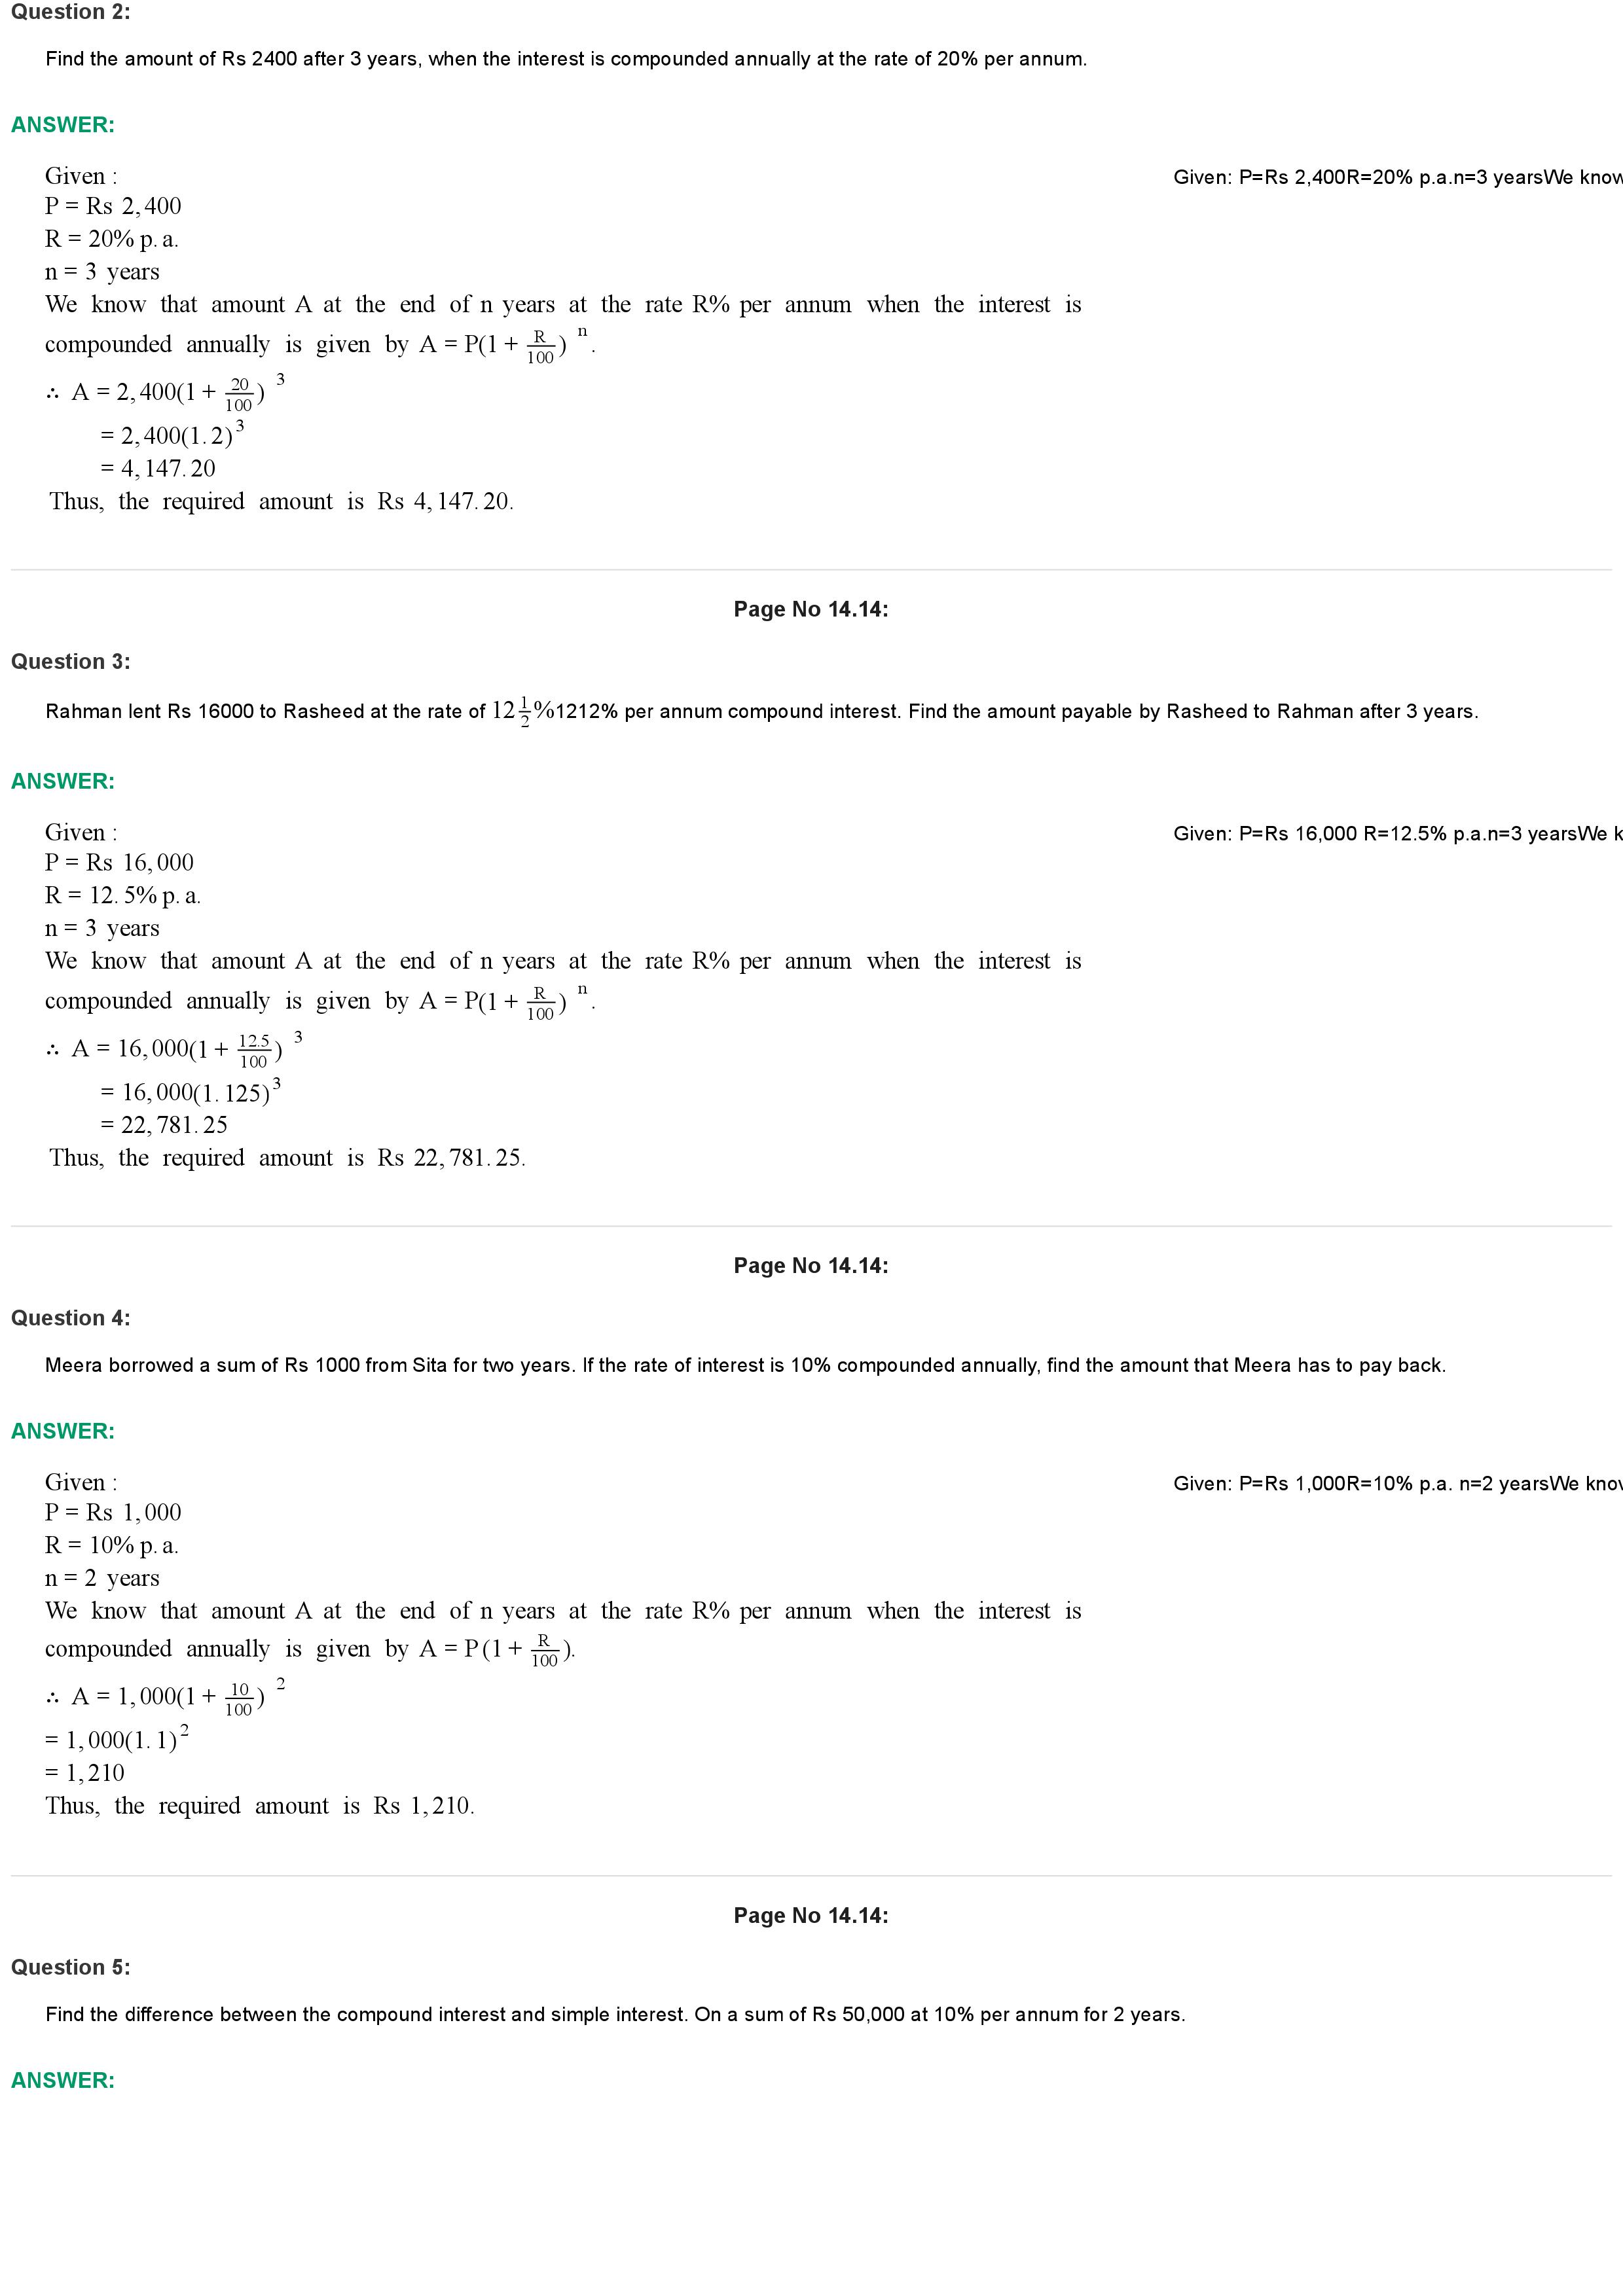 Question 2:
Find the amount of Rs 2400 after 3 years, when the interest is compounded annually at the rate of 20% per annum.
ANSWER:
Given : Given: P=Rs 2,400R=20% p.a.n=3 yearsWe know
P = Rs 2,400
R = 20% p.a.
n = 3 years
We know that amount A at the end of n years at the rate R% per annum when the interest is
compounded annually is given by A = P(1 + R/100)^n.
∴ A = 2,400(1 + 20/100)^3
= 2,400(1.2)^3
= 4,147.20
Thus, the required amount is Rs 4,147.20.
Page No 14.14:
Question 3:
Rahman lent Rs 16000 to Rasheed at the rate of 12 1/2 %1212% per annum compound interest. Find the amount payable by Rasheed to Rahman after 3 years.
ANSWER:
Given : Given: P=Rs 16,000 R=12.5% p.a.n=3 yearsWe k
P = Rs 16,000
R = 12.5% p.a.
n = 3 years
We know that amount A at the end of n years at the rate R% per annum when the interest is
compounded annually is given by A = P(1 + R/100)^n.
∴ A = 16,000(1 + 12.5/100)^3
= 16,000(1.125)^3
= 22,781.25
Thus, the required amount is Rs 22,781.25.
Page No 14.14:
Question 4:
Meera borrowed a sum of Rs 1000 from Sita for two years. If the rate of interest is 10% compounded annually, find the amount that Meera has to pay back.
ANSWER:
Given : Given: P=Rs 1,000R=10% p.a. n=2 yearsWe know
P = Rs 1,000
R = 10% p.a.
n = 2 years
We know that amount A at the end of n years at the rate R% per annum when the interest is
compounded annually is given by A = P(1 + R/100).
∴ A = 1,000(1 + 10/100)^2
= 1,000(1.1)^2
= 1,210
Thus, the required amount is Rs 1,210.
Page No 14.14:
Question 5:
Find the difference between the compound interest and simple interest. On a sum of Rs 50,000 at 10% per annum for 2 years.
ANSWER: